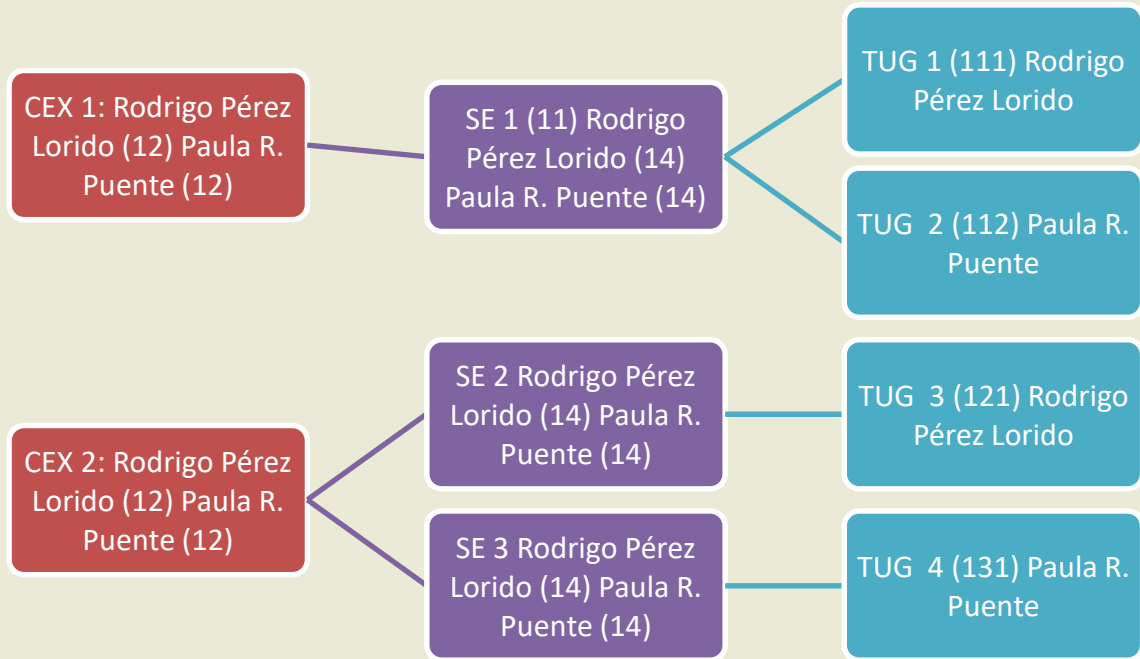 CEX 1: Rodrigo Pérez
Lorido (12) Paula R.
Puente (12)
SE 1 (11) Rodrigo
Pérez Lorido (14)
Paula R. Puente (14)
TUG 1 (111) Rodrigo
Pérez Lorido
TUG 2 (112) Paula R.
Puente
CEX 2: Rodrigo Pérez
Lorido (12) Paula R.
Puente (12)
SE 2 Rodrigo Pérez
Lorido (14) Paula R.
Puente (14)
TUG 3 (121) Rodrigo
Pérez Lorido
SE 3 Rodrigo Pérez
Lorido (14) Paula R.
Puente (14)
TUG 4 (131) Paula R.
Puente